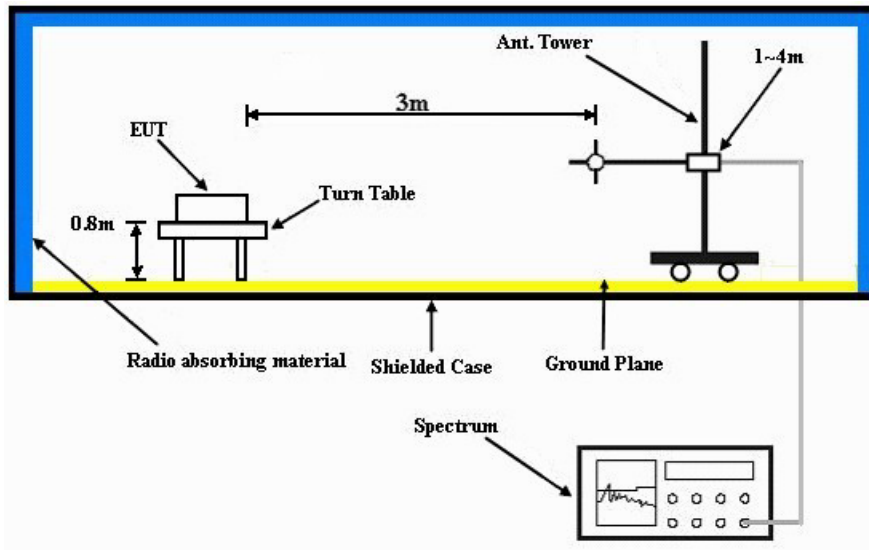 Ant. Tower
1~4m
3m
EUT
Turn Table
0.8m
Radio absorbing material
Shielded Case
Ground Plane
Spectrum